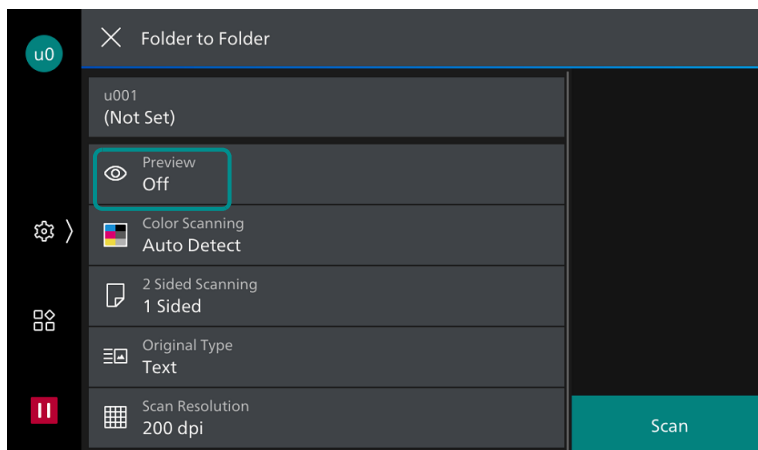 u0
Folder to Folder
u001
(Not Set)
Preview
Off
Color Scanning
Auto Detect
2 Sided Scanning
1 Sided
Original Type
Text
Scan Resolution
200 dpi
Scan